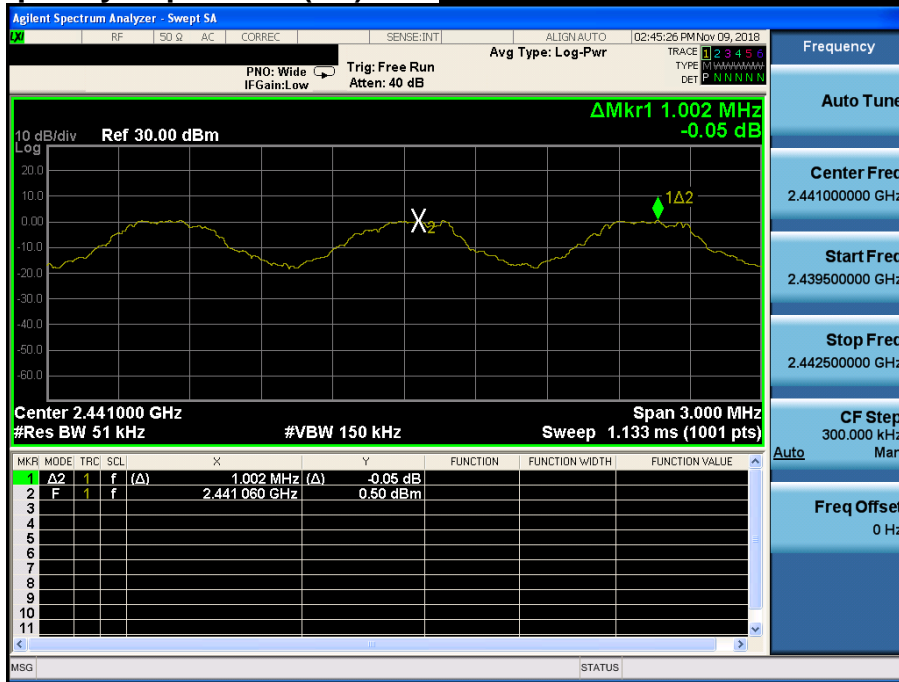 Agilent Spectrum Analyzer - Swept SA
LXI RF 50 Ω AC CORREC SENSE:INT ALIGN AUTO 02:45:26 PM Nov 09, 2018
Avg Type: Log-Pwr
TRACE 1 2 3 4 5 6
TYPE M
DET P N N N N N
PNO: Wide
IFGain:Low
Trig: Free Run
Atten: 40 dB
ΔMkr1 1.002 MHz
-0.05 dB
10 dB/div Ref 30.00 dBm
Log
20.0
10.0
0.00
-10.0
-20.0
-30.0
-40.0
-50.0
-60.0
1Δ2
X2
Center 2.441000 GHz Span 3.000 MHz
#Res BW 51 kHz #VBW 150 kHz Sweep 1.133 ms (1001 pts)
MKR MODE TRC SCL X Y FUNCTION FUNCTION WIDTH FUNCTION VALUE
1 Δ2 1 f (Δ) 1.002 MHz (Δ) -0.05 dB
2 F 1 f 2.441 060 GHz 0.50 dBm
3
4
5
6
7
8
9
10
11
MSG STATUS
Frequency
Auto Tune
Center Freq
2.441000000 GHz
Start Freq
2.439500000 GHz
Stop Freq
2.442500000 GHz
CF Step
300.000 kHz
Auto Man
Freq Offset
0 Hz